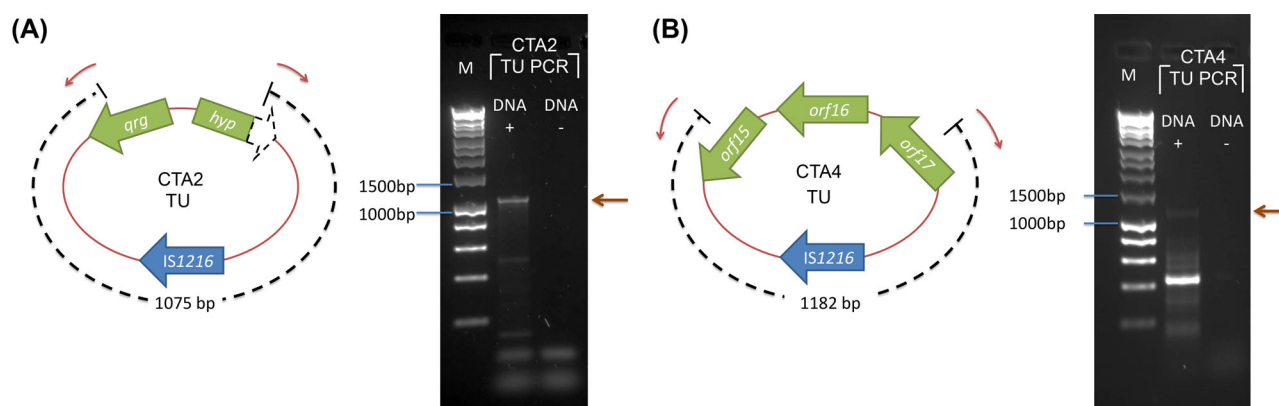 (A)
qrg
hyp
CTA2
TU
IS1216
1075 bp
CTA2
TU PCR
M
DNA
+
DNA
-
1500bp
1000bp
(B)
orf15
orf16
orf17
CTA4
TU
IS1216
1182 bp
CTA4
TU PCR
M
DNA
+
DNA
-
1500bp
1000bp